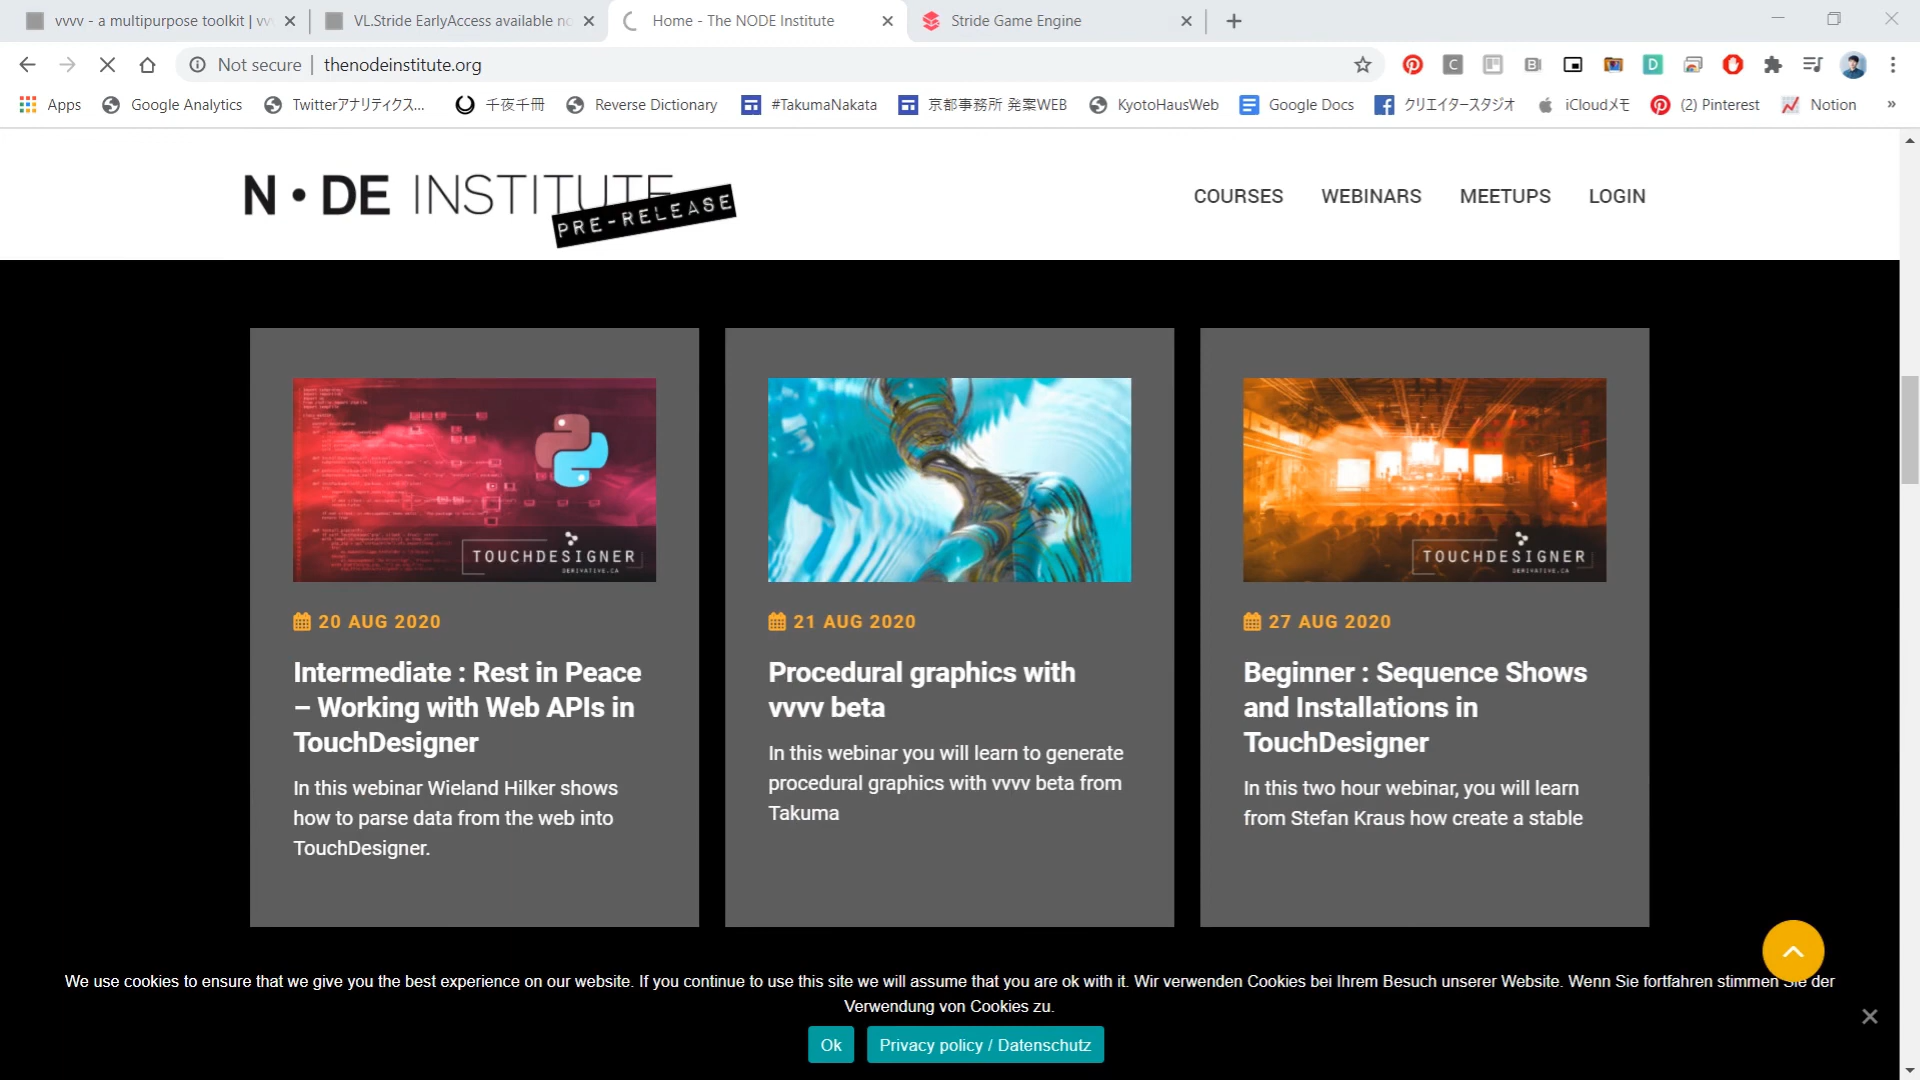 vvvv - a multipurpose toolkit | vv
VL.Stride EarlyAccess available no
Home - The NODE Institute
Stride Game Engine
Not secure | thenodeinstitute.org
Apps
Google Analytics
Twitterアナリティクス...
千夜千冊
Reverse Dictionary
#TakumaNakata
京都事務所 発案WEB
KyotoHausWeb
Google Docs
クリエイタースタジオ
iCloudメモ
(2) Pinterest
Notion
»
N • DE INSTITUTE
PRE-RELEASE
COURSES
WEBINARS
MEETUPS
LOGIN
TOUCHDESIGNER
DERIVATIVE.CA
20 AUG 2020
Intermediate : Rest in Peace
– Working with Web APIs in
TouchDesigner
In this webinar Wieland Hilker shows
how to parse data from the web into
TouchDesigner.
21 AUG 2020
Procedural graphics with
vvvv beta
In this webinar you will learn to generate
procedural graphics with vvvv beta from
Takuma
TOUCHDESIGNER
DERIVATIVE.CA
27 AUG 2020
Beginner : Sequence Shows
and Installations in
TouchDesigner
In this two hour webinar, you will learn
from Stefan Kraus how create a stable
We use cookies to ensure that we give you the best experience on our website. If you continue to use this site we will assume that you are ok with it. Wir verwenden Cookies bei Ihrem Besuch unserer Website. Wenn Sie fortfahren stimmen Sie der
Verwendung von Cookies zu.
Ok
Privacy policy / Datenschutz